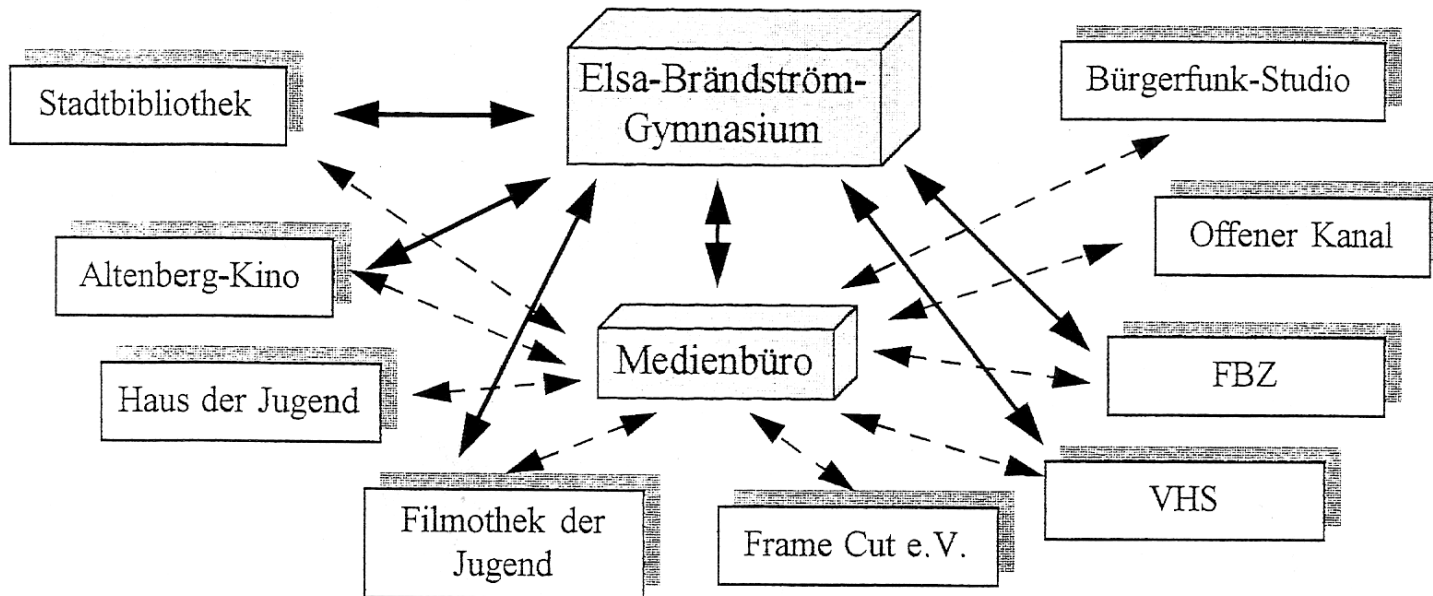 Elsa-Brändström-
Gymnasium
Bürgerfunk-Studio
Stadtbibliothek
Offener Kanal
Altenberg-Kino
Medienbüro
FBZ
Haus der Jugend
VHS
Filmothek der
Jugend
Frame Cut e.V.